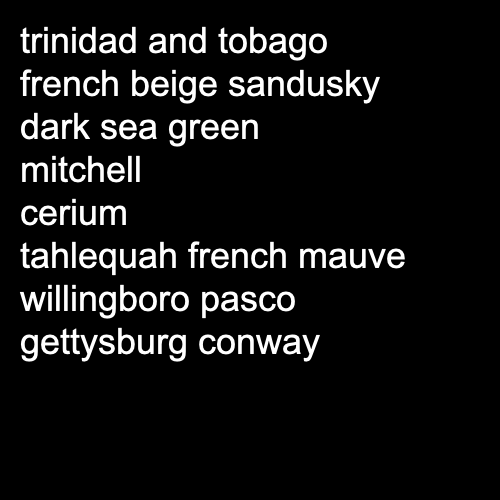 trinidad and tobago
french beige sandusky
dark sea green
mitchell
cerium
tahlequah french mauve
willingboro pasco
gettysburg conway